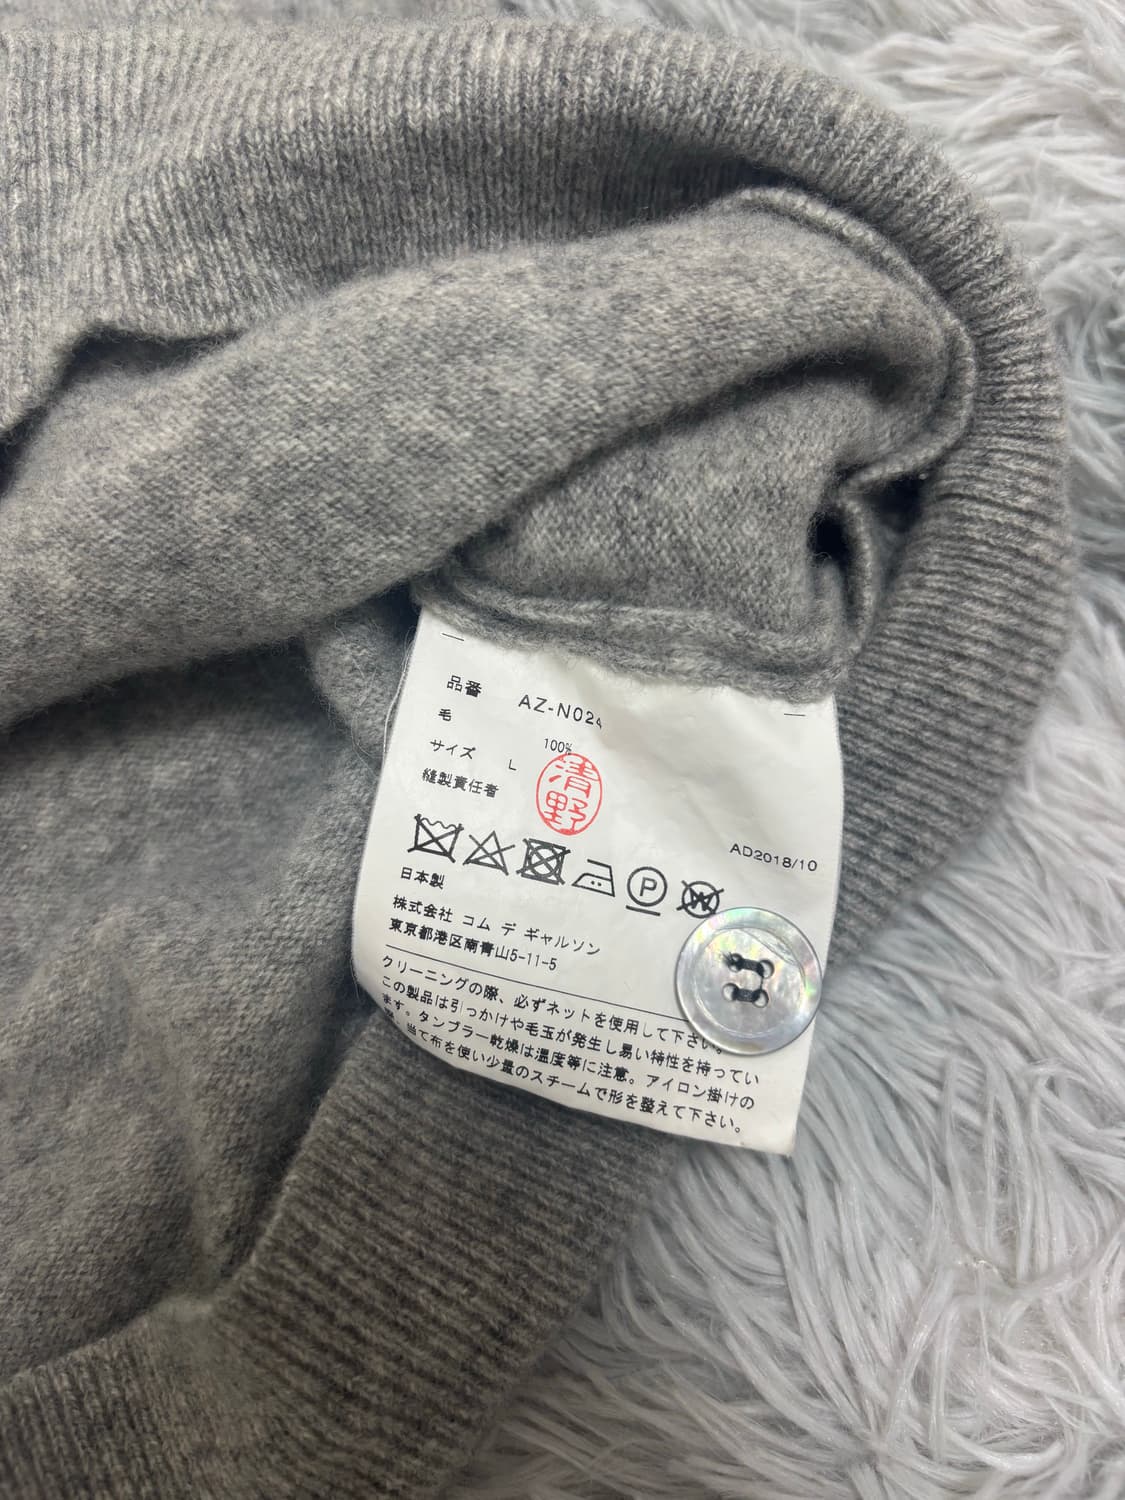 品番 AZ-N024
毛 100%
サイズ L
縫製責任者 清野
AD2018/10
P
W
日本製
株式会社 コム デ ギャルソン
東京都港区南青山5-11-5
クリーニングの際、必ずネットを使用して下さい。
この製品は引っかけや毛玉が発生し易い特性を持ってい
ます。タンブラー乾燥は温度等に注意。アイロン掛けの
当て布を使い少量のスチームで形を整えて下さい。